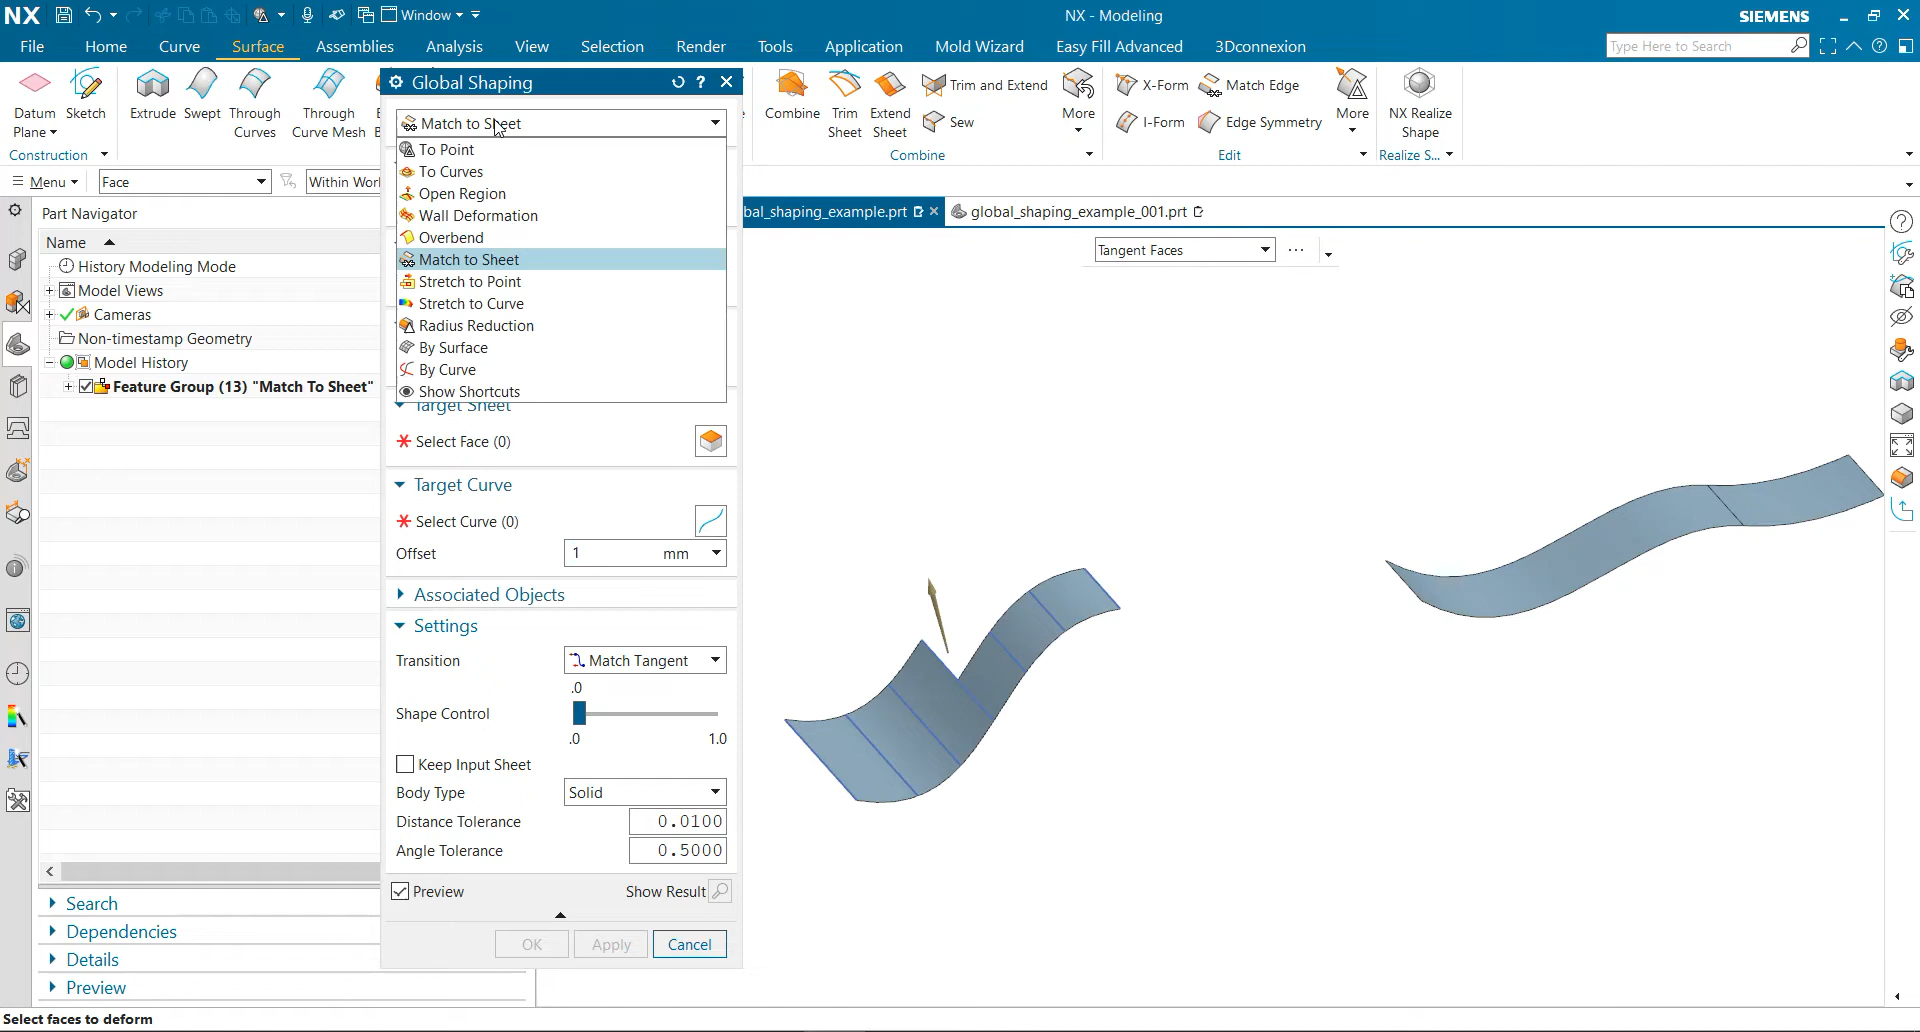 NX
Window
NX - Modeling
SIEMENS
File
Home
Curve
Surface
Assemblies
Analysis
View
Selection
Render
Tools
Application
Mold Wizard
Easy Fill Advanced
3Dconnexion
Type Here to Search
Datum
Plane
Sketch
Extrude
Swept
Through
Curves
Through
Curve Mesh
Combine
Trim
Sheet
Extend
Sheet
Trim and Extend
Sew
More
X-Form
Match Edge
I-Form
Edge Symmetry
More
NX Realize
Shape
Construction
Combine
Edit
Realize S...
Menu
Face
Within Worl
Part Navigator
Name
History Modeling Mode
Model Views
Cameras
Non-timestamp Geometry
Model History
Feature Group (13) "Match To Sheet"
Search
Dependencies
Details
Preview
Select faces to deform
Global Shaping
?
Match to Sheet
To Point
To Curves
Open Region
Wall Deformation
Overbend
Match to Sheet
Stretch to Point
Stretch to Curve
Radius Reduction
By Surface
By Curve
Show Shortcuts
Target Sheet
Select Face (0)
Target Curve
Select Curve (0)
Offset
1
mm
Associated Objects
Settings
Transition
Match Tangent
.0
Shape Control
.0
1.0
Keep Input Sheet
Body Type
Solid
Distance Tolerance
0.0100
Angle Tolerance
0.5000
Preview
Show Result
OK
Apply
Cancel
bal_shaping_example.prt
global_shaping_example_001.prt
Tangent Faces